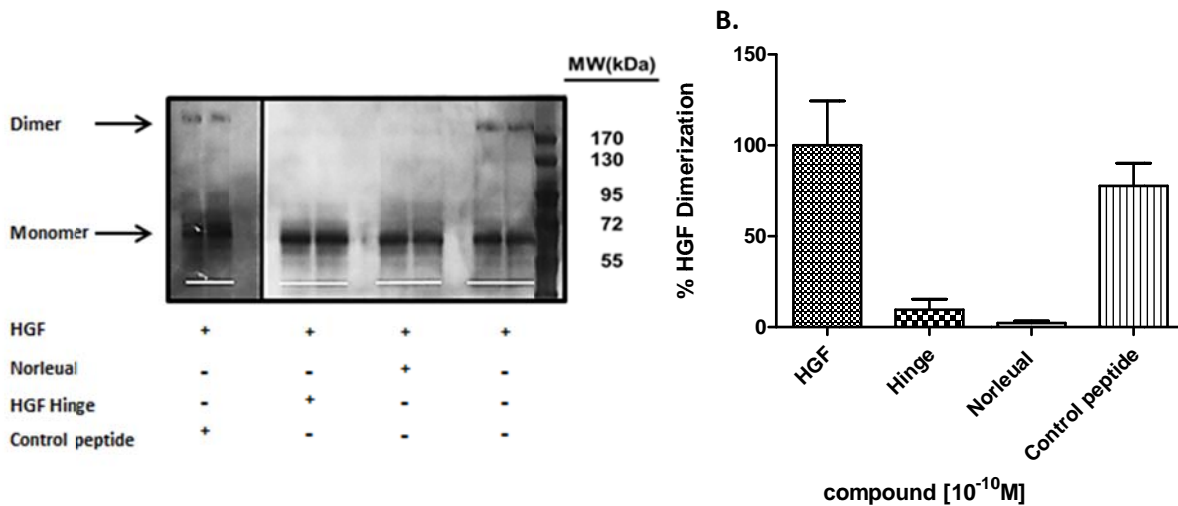 MW(kDa)
Dimer
Monomer
170
130
95
72
55
HGF + + + +
Norleual - - + -
HGF Hinge - + - -
Control peptide + - - -
B.
% HGF Dimerization
150
100
50
0
HGF
Hinge
Norleual
Control peptide
compound [10⁻¹⁰M]